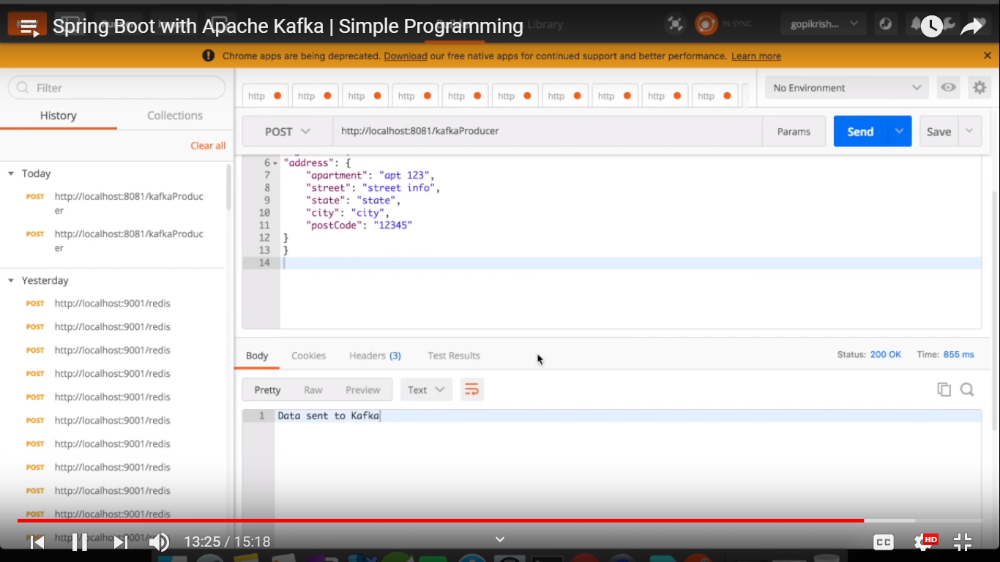 Spring Boot with Apache Kafka | Simple Programming
Library
IN SYNC
gopikrish...
Chrome apps are being deprecated. Download our free native apps for continued support and better performance. Learn more
Filter
http
http
http
http
http
http
http
http
http
http
No Environment
History
Collections
POST
http://localhost:8081/kafkaProducer
Params
Send
Save
Clear all
Today
POST http://localhost:8081/kafkaProduc
er
POST http://localhost:8081/kafkaProduc
er
Yesterday
POST http://localhost:9001/redis
POST http://localhost:9001/redis
POST http://localhost:9001/redis
POST http://localhost:9001/redis
POST http://localhost:9001/redis
POST http://localhost:9001/redis
POST http://localhost:9001/redis
POST http://localhost:9001/redis
POST http://localhost:9001/redis
POST http://localhost:9001/redis
6 "address": {
7 "apartment": "apt 123",
8 "street": "street info",
9 "state": "state",
10 "city": "city",
11 "postCode": "12345"
12 }
13 }
14
Body
Cookies
Headers (3)
Test Results
Status: 200 OK
Time: 855 ms
Pretty
Raw
Preview
Text
1 Data sent to Kafka
13:25 / 15:18
CC
HD